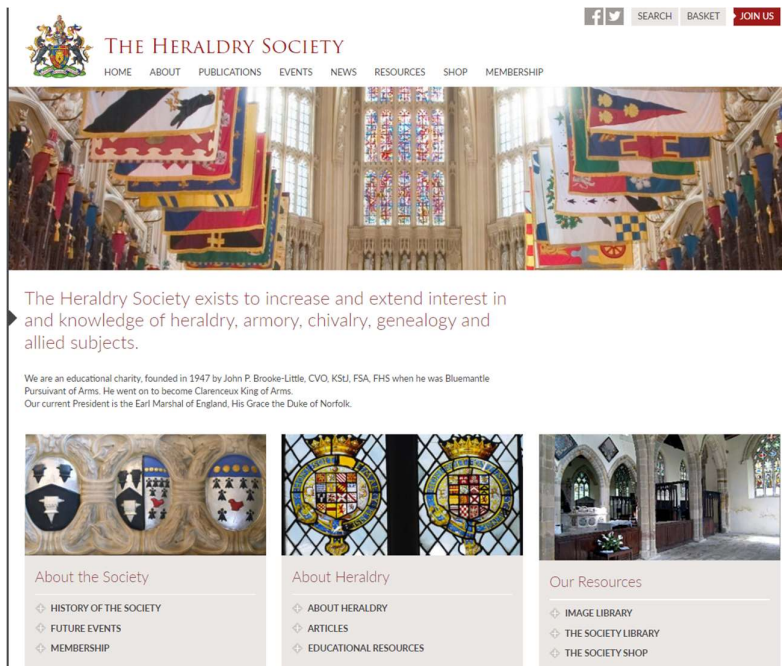 SEARCH BASKET JOIN US
THE HERALDRY SOCIETY
HOME ABOUT PUBLICATIONS EVENTS NEWS RESOURCES SHOP MEMBERSHIP
The Heraldry Society exists to increase and extend interest in
and knowledge of heraldry, armory, chivalry, genealogy and
allied subjects.
We are an educational charity, founded in 1947 by John P. Brooke-Little, CVO, KStJ, FSA, FHS when he was Bluemantle
Pursuivant of Arms. He went on to become Clarenceux King of Arms.
Our current President is the Earl Marshal of England, His Grace the Duke of Norfolk.
About the Society
HISTORY OF THE SOCIETY
FUTURE EVENTS
MEMBERSHIP
About Heraldry
ABOUT HERALDRY
ARTICLES
EDUCATIONAL RESOURCES
Our Resources
IMAGE LIBRARY
THE SOCIETY LIBRARY
THE SOCIETY SHOP